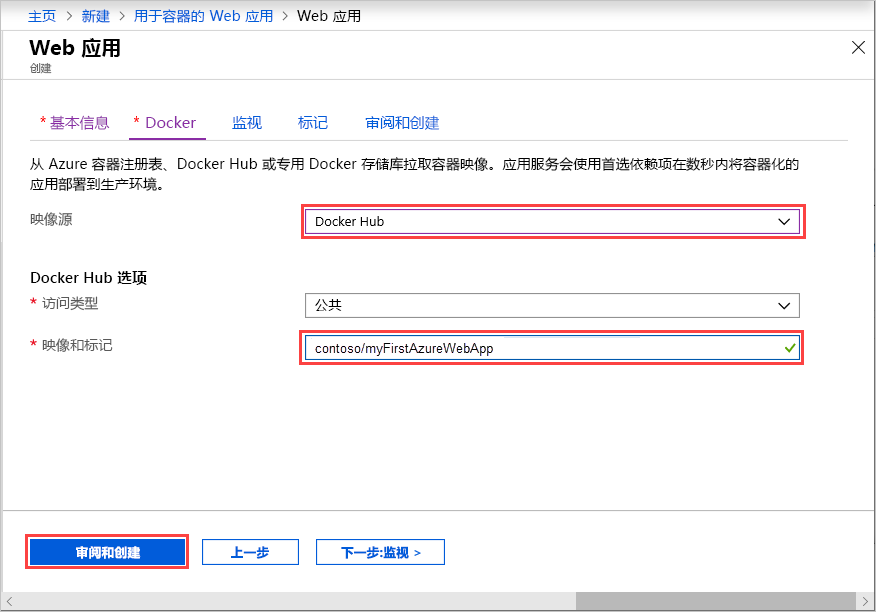 主页 > 新建 > 用于容器的 Web 应用 > Web 应用
Web 应用
创建
* 基本信息 * Docker 监视 标记 审阅和创建
从 Azure 容器注册表、Docker Hub 或专用 Docker 存储库拉取容器映像。应用服务会使用首选依赖项在数秒内将容器化的
应用部署到生产环境。
映像源 Docker Hub
Docker Hub 选项
* 访问类型 公共
* 映像和标记 contoso/myFirstAzureWebApp
审阅和创建 上一步 下一步:监视 >